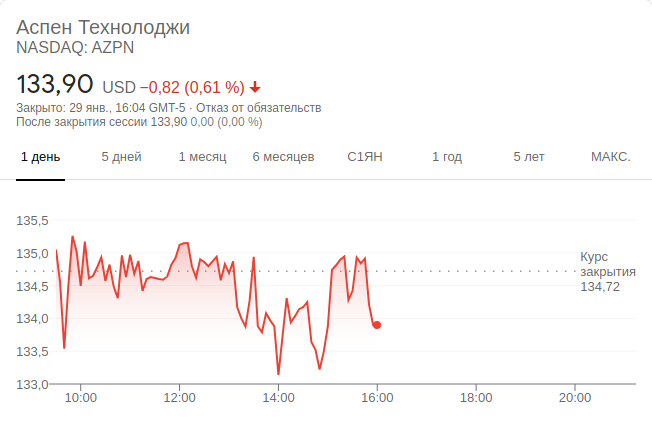 Аспен Технолоджи
NASDAQ: AZPN
133,90 USD −0,82 (0,61 %)
Закрыто: 29 янв., 16:04 GMT-5 · Отказ от обязательств
После закрытия сессии 133,90 0,00 (0,00 %)
1 день 5 дней 1 месяц 6 месяцев С1ЯН 1 год 5 лет МАКС.
135,5
135,0
134,5
134,0
133,5
133,0
Курс
закрытия
134,72
10:00 12:00 14:00 16:00 18:00 20:00